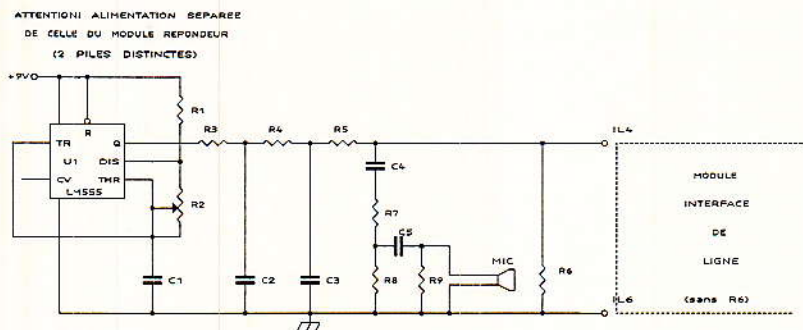 ATTENTION! ALIMENTATION SEPAREE
DE CELLE DU MODULE REPONDEUR
(2 PILES DISTINCTES)
+9V
R1
R
R3
R4
R5
IL4
TR
Q
U1
DIS
CV
THR
LM555
R2
C4
R7
C5
MIC
C1
C2
C3
R8
R9
R6
IL6
MODULE
INTERFACE
DE
LIGNE
(sans R6)